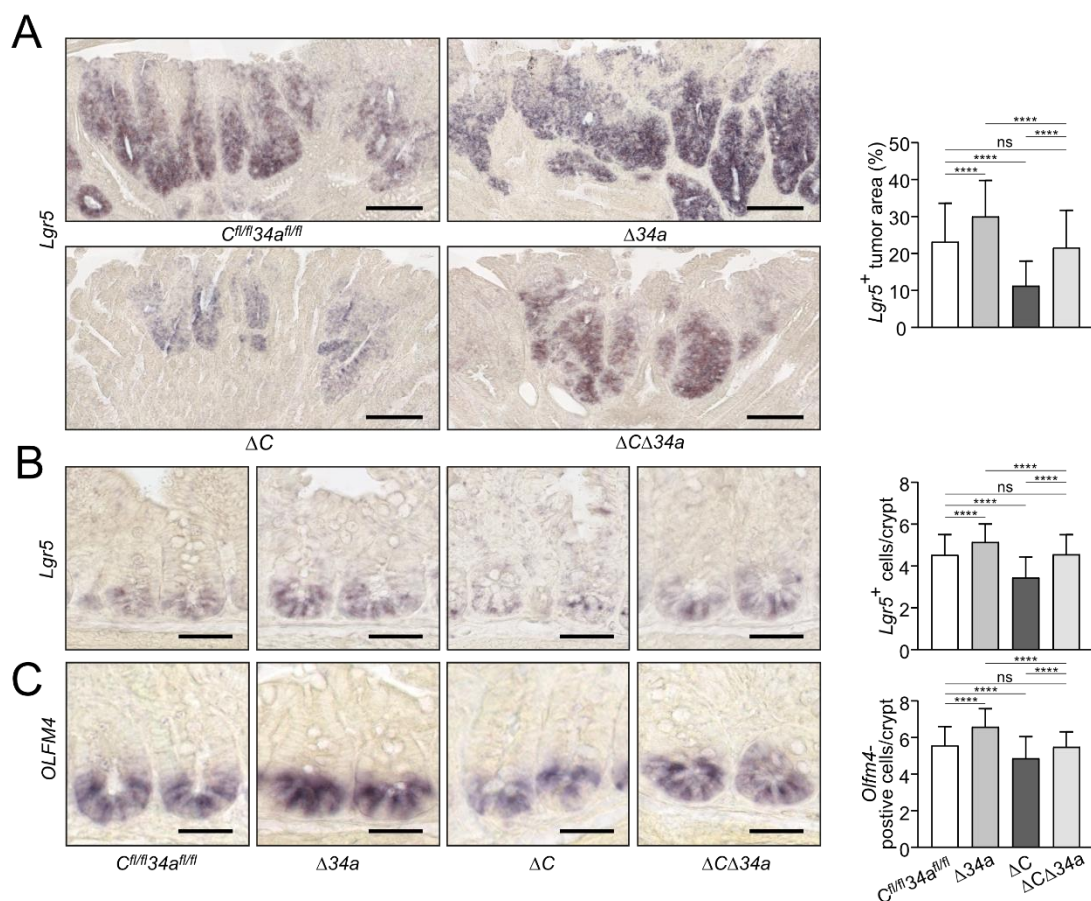 A
Lgr5
C^fl/fl34a^fl/fl
Δ34a
ΔC
ΔCΔ34a
Lgr5+ tumor area (%)
50
40
30
20
10
0
****
****
ns
****
****
B
Lgr5
Lgr5+ cells/crypt
8
6
4
2
0
****
****
ns
****
****
C
OLFM4
C^fl/fl34a^fl/fl
Δ34a
ΔC
ΔCΔ34a
Olfm4-
postive cells/crypt
8
6
4
2
0
****
****
ns
****
****
C^fl/fl34a^fl/fl
Δ34a
ΔC
ΔCΔ34a